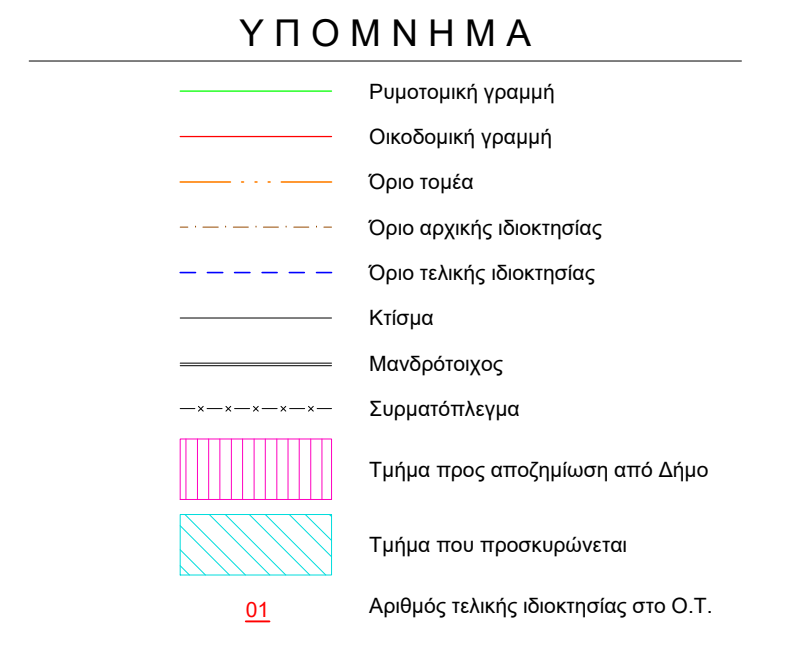 ΥΠΟΜΝΗΜΑ
Ρυμοτομική γραμμή
Οικοδομική γραμμή
Όριο τομέα
Όριο αρχικής ιδιοκτησίας
Όριο τελικής ιδιοκτησίας
Κτίσμα
Μανδρότοιχος
Συρματόπλεγμα
Τμήμα προς αποζημίωση από Δήμο
Τμήμα που προσκυρώνεται
01 Αριθμός τελικής ιδιοκτησίας στο Ο.Τ.